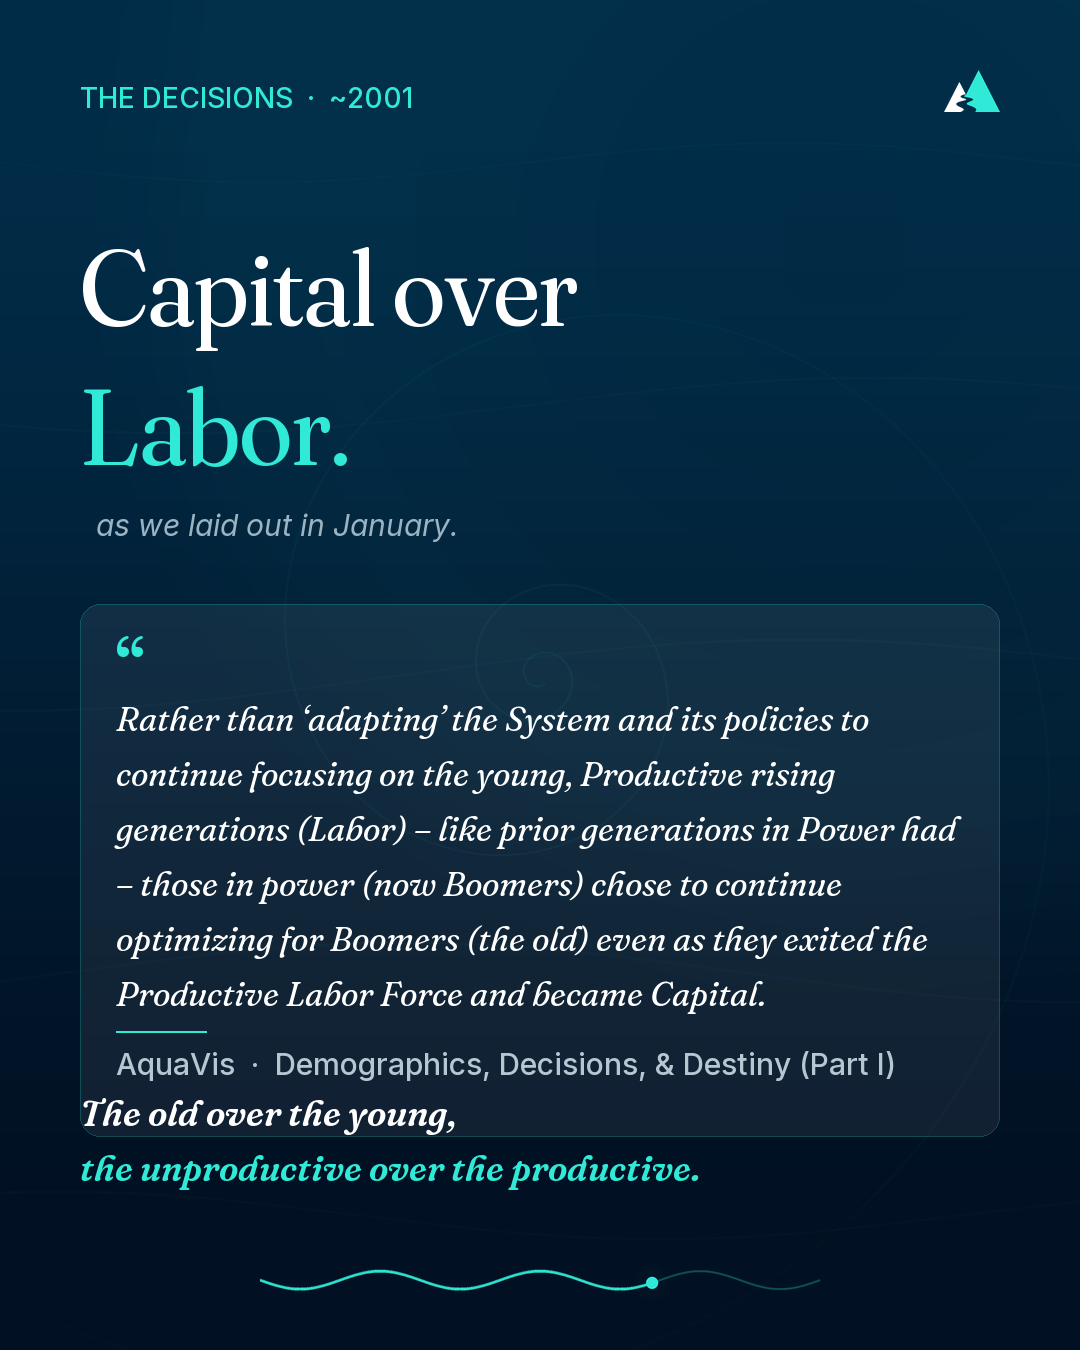 THE DECISIONS · ~2001
Capital over
Labor.
as we laid out in January.
“
Rather than ‘adapting’ the System and its policies to
continue focusing on the young, Productive rising
generations (Labor) – like prior generations in Power had
– those in power (now Boomers) chose to continue
optimizing for Boomers (the old) even as they exited the
Productive Labor Force and became Capital.
AquaVis · Demographics, Decisions, & Destiny (Part I)
The old over the young,
the unproductive over the productive.